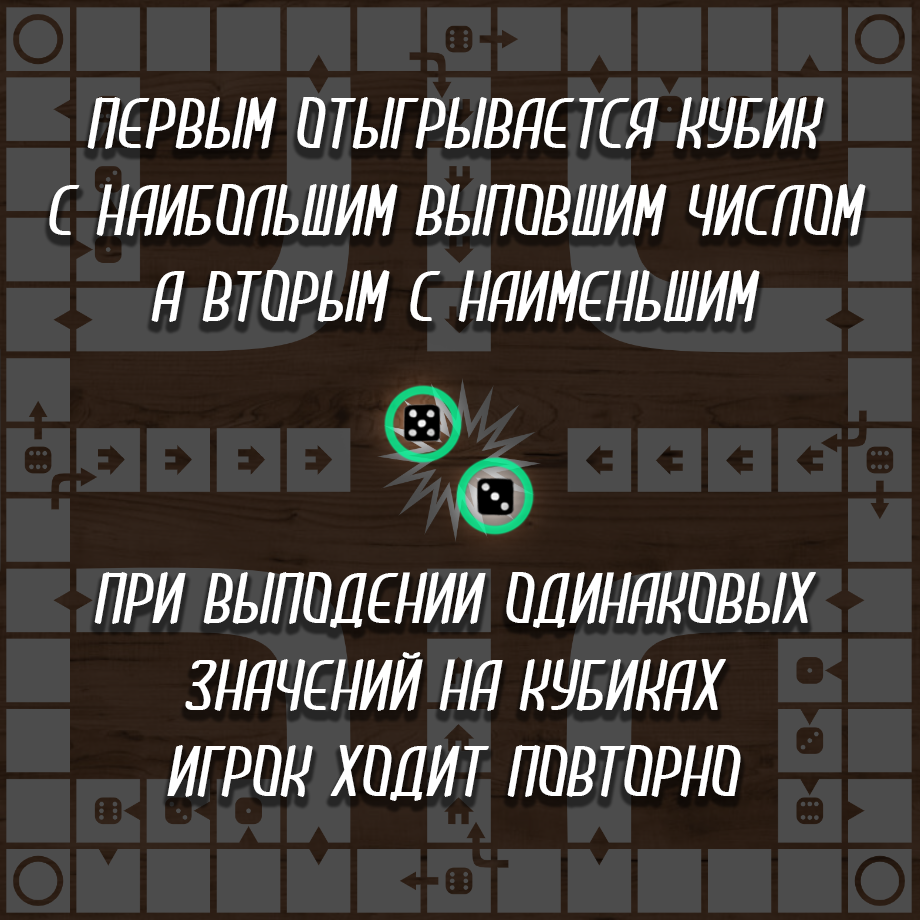 ПЕРВЫМ ОТЫГРЫВАЕТСЯ КУБИК
С НАИБОЛЬШИМ ВЫПОВШИМ ЧИСЛОМ
А ВТОРЫМ С НАИМЕНЬШИМ
ПРИ ВЫПОДЕНИИ ОДИНАКОВЫХ
ЗНАЧЕНИЙ НА КУБИКАХ
ИГРОК ХОДИТ ПОВТОРНО